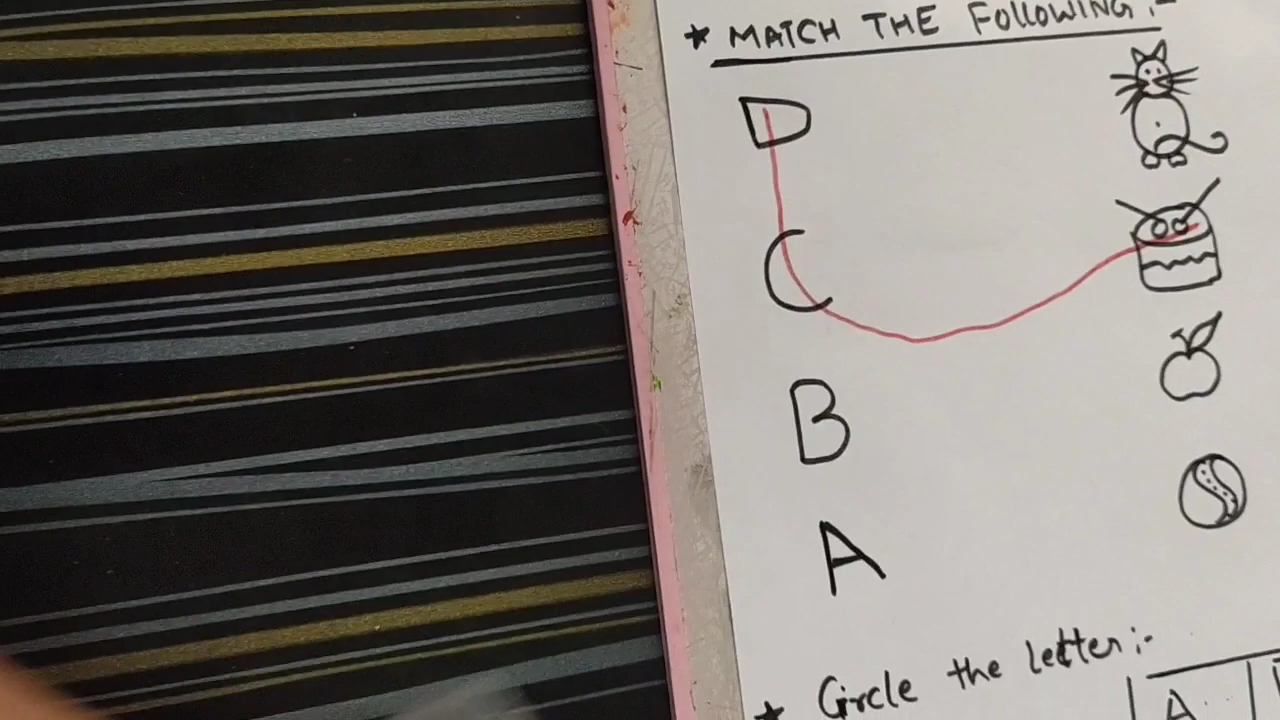 ★ MATCH THE FOllOWING :-
D
C
B
A
★ Circle the letter :-
A